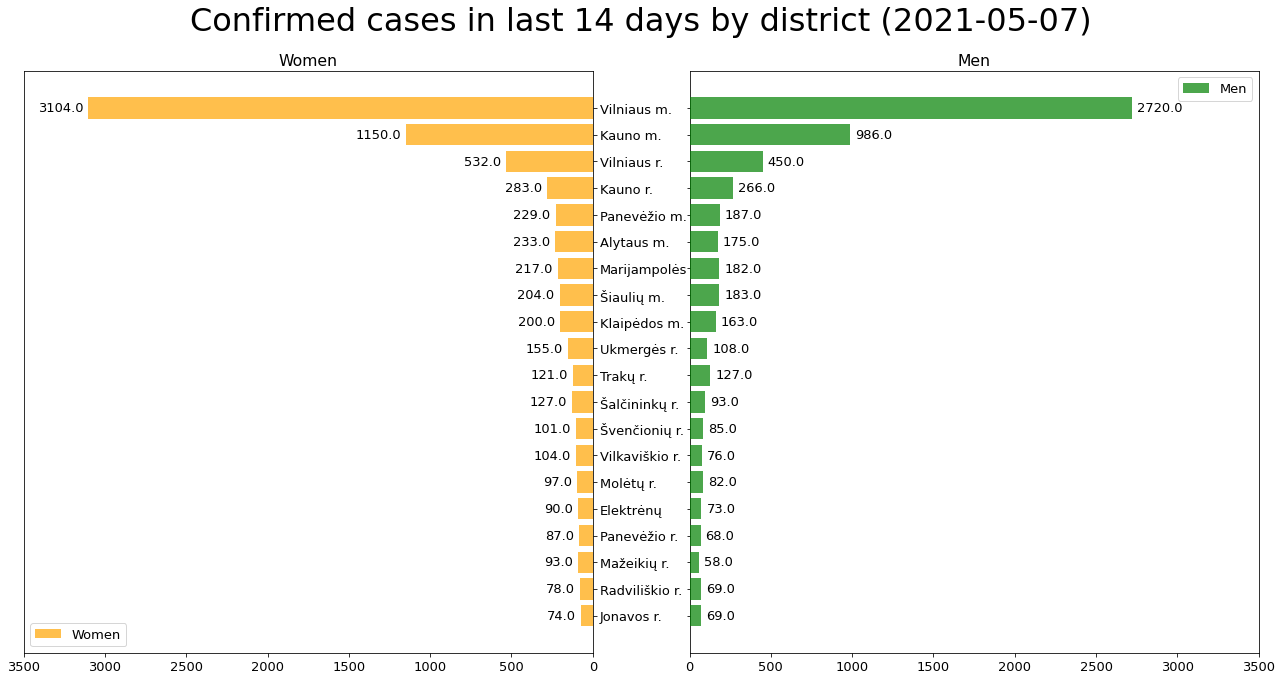 Confirmed cases in last 14 days by district (2021-05-07)
Women Men
Men
3104.0 Vilniaus m. 2720.0
1150.0 Kauno m. 986.0
532.0 Vilniaus r. 450.0
283.0 Kauno r. 266.0
229.0 Panevėžio m. 187.0
233.0 Alytaus m. 175.0
217.0 Marijampolės 182.0
204.0 Šiaulių m. 183.0
200.0 Klaipėdos m. 163.0
155.0 Ukmergės r. 108.0
121.0 Trakų r. 127.0
127.0 Šalčininkų r. 93.0
101.0 Švenčionių r. 85.0
104.0 Vilkaviškio r. 76.0
97.0 Molėtų r. 82.0
90.0 Elektrėnų 73.0
87.0 Panevėžio r. 68.0
93.0 Mažeikių r. 58.0
78.0 Radviliškio r. 69.0
74.0 Jonavos r. 69.0
Women
3500 3000 2500 2000 1500 1000 500 0 0 500 1000 1500 2000 2500 3000 3500